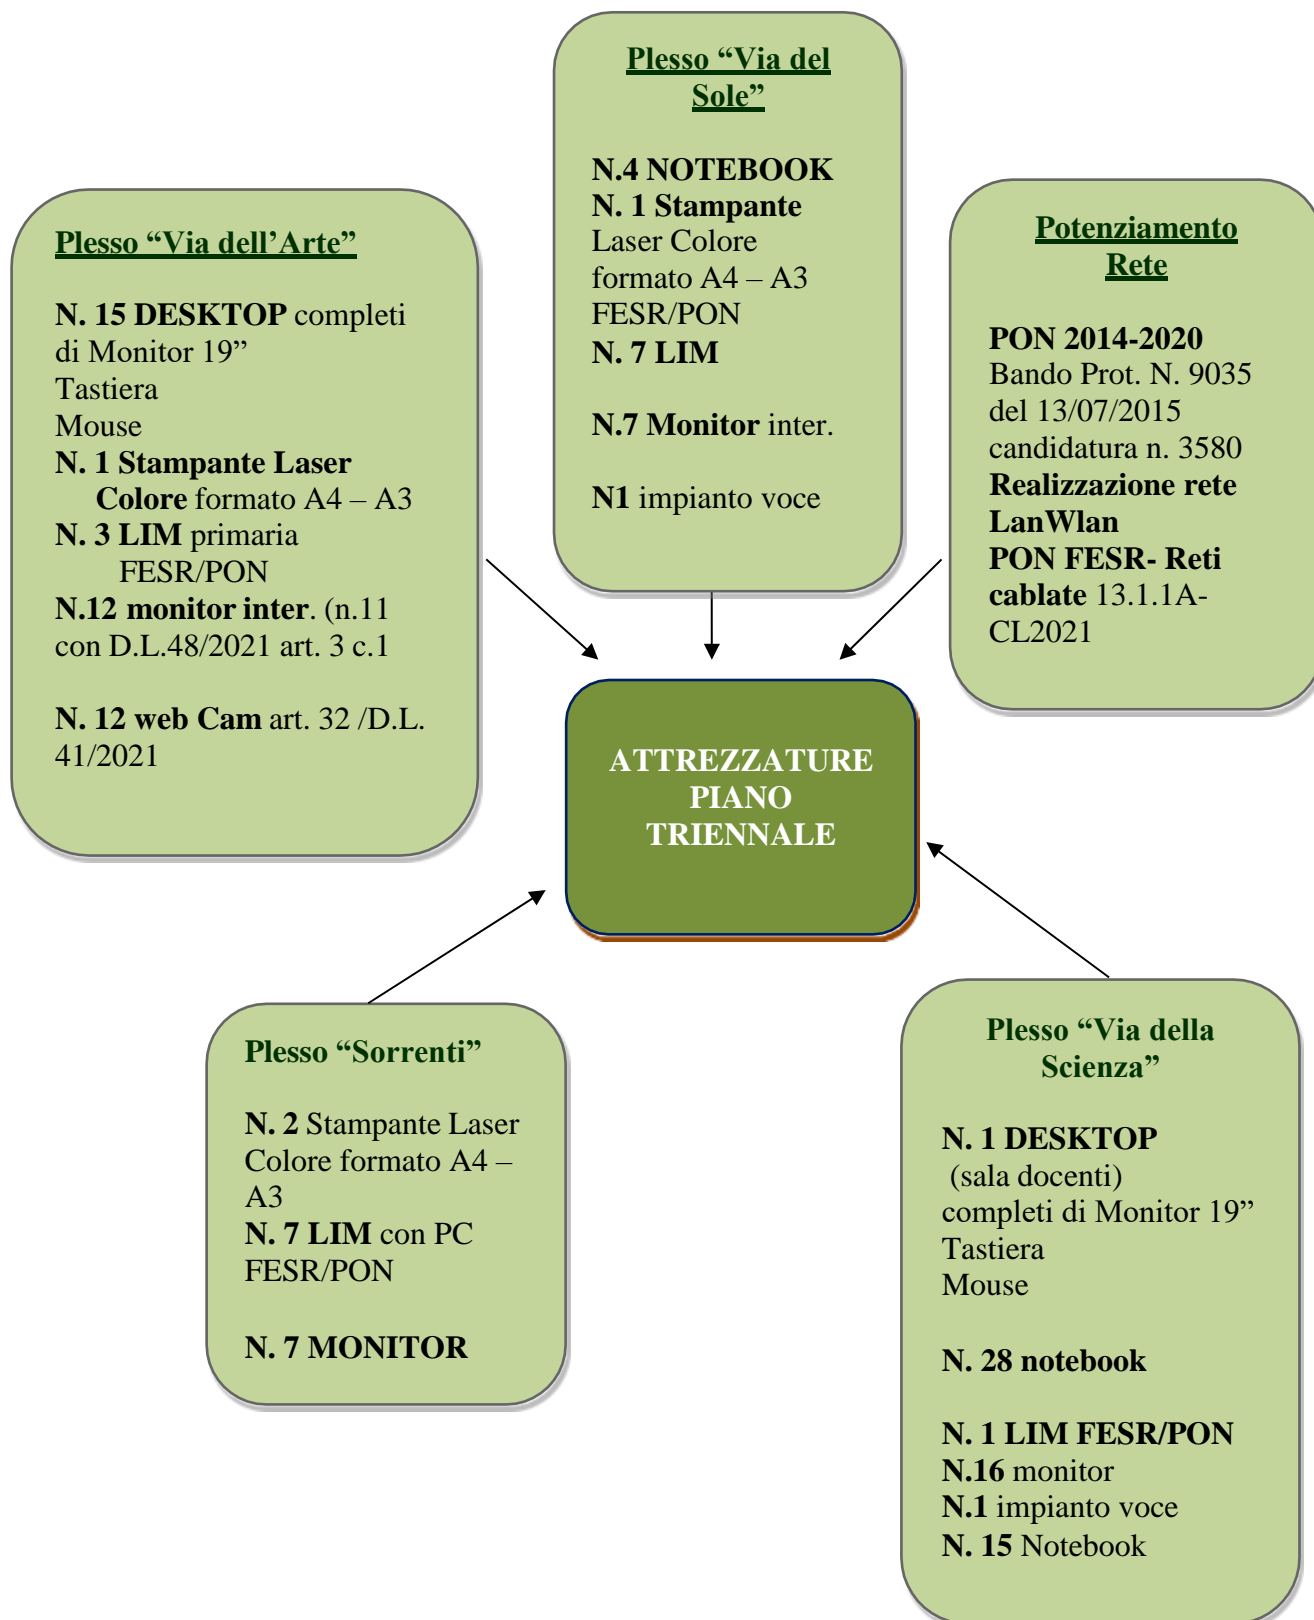 Plesso “Via del
Sole”
N.4 NOTEBOOK
N. 1 Stampante
Laser Colore
formato A4 – A3
FESR/PON
N. 7 LIM
N.7 Monitor inter.
N1 impianto voce
Plesso “Via dell’Arte”
N. 15 DESKTOP completi
di Monitor 19”
Tastiera
Mouse
N. 1 Stampante Laser
Colore formato A4 – A3
N. 3 LIM primaria
FESR/PON
N.12 monitor inter. (n.11
con D.L.48/2021 art. 3 c.1
N. 12 web Cam art. 32 /D.L.
41/2021
Potenziamento
Rete
PON 2014-2020
Bando Prot. N. 9035
del 13/07/2015
candidatura n. 3580
Realizzazione rete
LanWlan
PON FESR- Reti
cablate 13.1.1A-
CL2021
ATTREZZATURE
PIANO
TRIENNALE
Plesso “Sorrenti”
N. 2 Stampante Laser
Colore formato A4 –
A3
N. 7 LIM con PC
FESR/PON
N. 7 MONITOR
Plesso “Via della
Scienza”
N. 1 DESKTOP
(sala docenti)
completi di Monitor 19”
Tastiera
Mouse
N. 28 notebook
N. 1 LIM FESR/PON
N.16 monitor
N.1 impianto voce
N. 15 Notebook